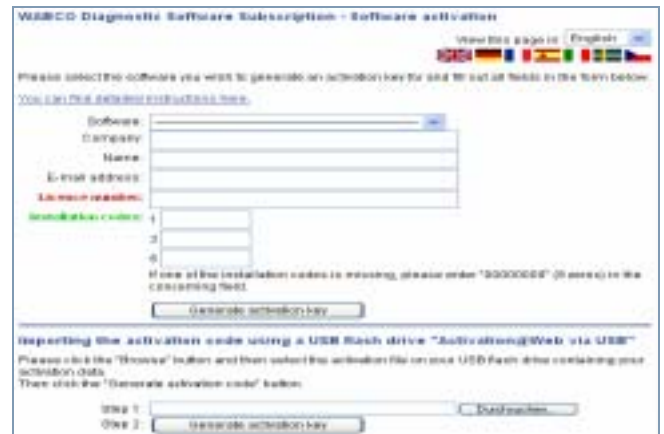 WABCO Diagnostic Software Subscription - Software activation
View this page in: English
Please select the software you wish to generate an activation key for and fill out all fields in the form below.
You can find detailed instructions here.
Software:
Company:
Name:
E-mail address:
Licence number:
Installation codes: 1
If one of the installation codes is missing, please enter "00000000" (8 zeros) in the
concerning field.
Generate activation key
Importing the activation code using a USB flash drive "Activation@Web via USB"
Please click the "Browse" button and then select the activation file on your USB flash drive containing your
activation data.
Then click the "Generate activation code" button.
Step 1: Durchsuchen...
Step 2: Generate activation key